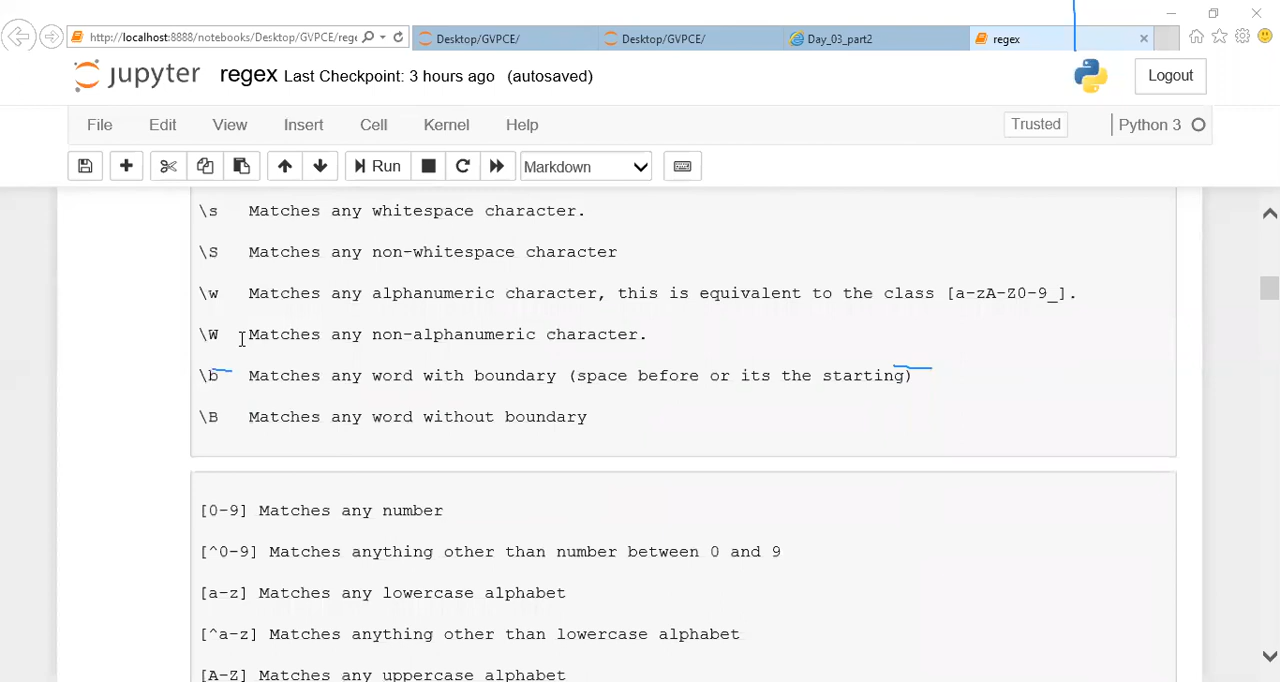 http://localhost:8888/notebooks/Desktop/GVPCE/rege
Desktop/GVPCE/
Desktop/GVPCE/
Day_03_part2
regex
jupyter regex Last Checkpoint: 3 hours ago (autosaved)
Logout
File Edit View Insert Cell Kernel Help Trusted Python 3
Run Markdown
\s Matches any whitespace character.
\S Matches any non-whitespace character
\w Matches any alphanumeric character, this is equivalent to the class [a-zA-Z0-9_].
\W Matches any non-alphanumeric character.
\b Matches any word with boundary (space before or its the starting)
\B Matches any word without boundary
[0-9] Matches any number
[^0-9] Matches anything other than number between 0 and 9
[a-z] Matches any lowercase alphabet
[^a-z] Matches anything other than lowercase alphabet
[A-Z] Matches any uppercase alphabet